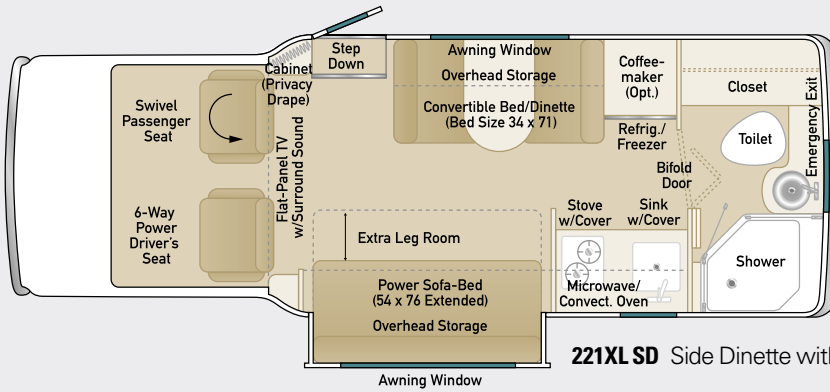 Step
Down
Awning Window
Overhead Storage
Convertible Bed/Dinette
(Bed Size 34 x 71)
Coffee-
maker
(Opt.)
Closet
Emergency Exit
Cabinet
(Privacy
Drape)
Swivel
Passenger
Seat
Flat-Panel TV
w/Surround Sound
Refrig./
Freezer
Toilet
Bifold
Door
6-Way
Power
Driver's
Seat
Extra Leg Room
Stove
w/Cover
Sink
w/Cover
Shower
Power Sofa-Bed
(54 x 76 Extended)
Overhead Storage
Microwave/
Convect. Oven
Awning Window
221XL SD Side Dinette with